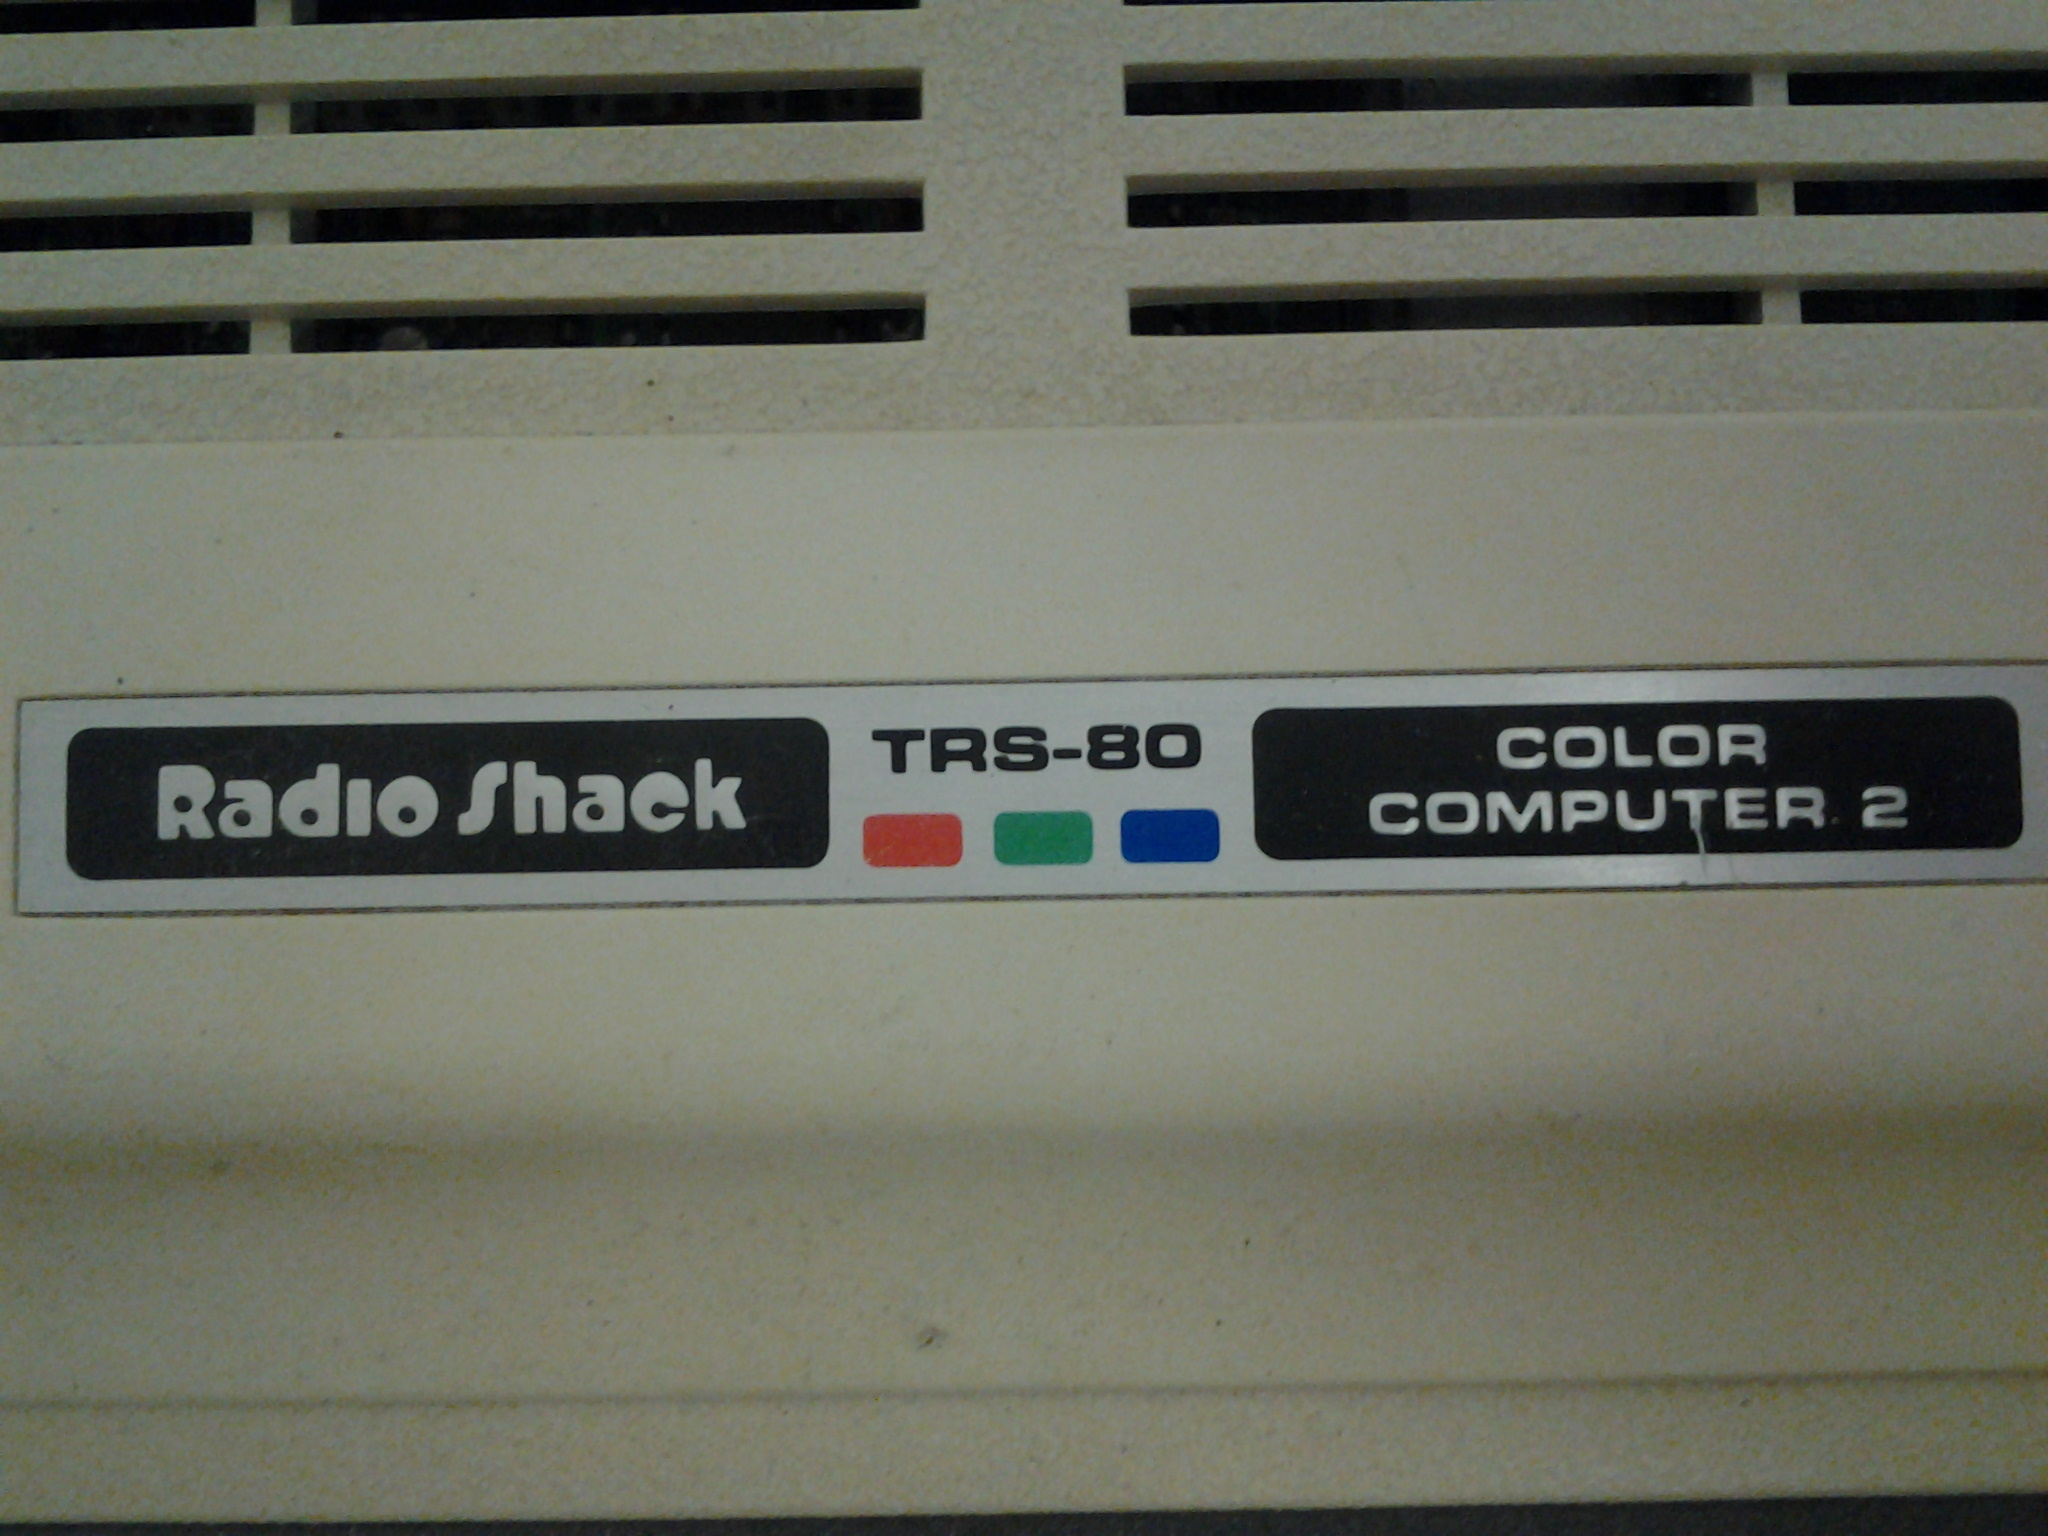 Radio Shack
TRS-80
COLOR
COMPUTER 2